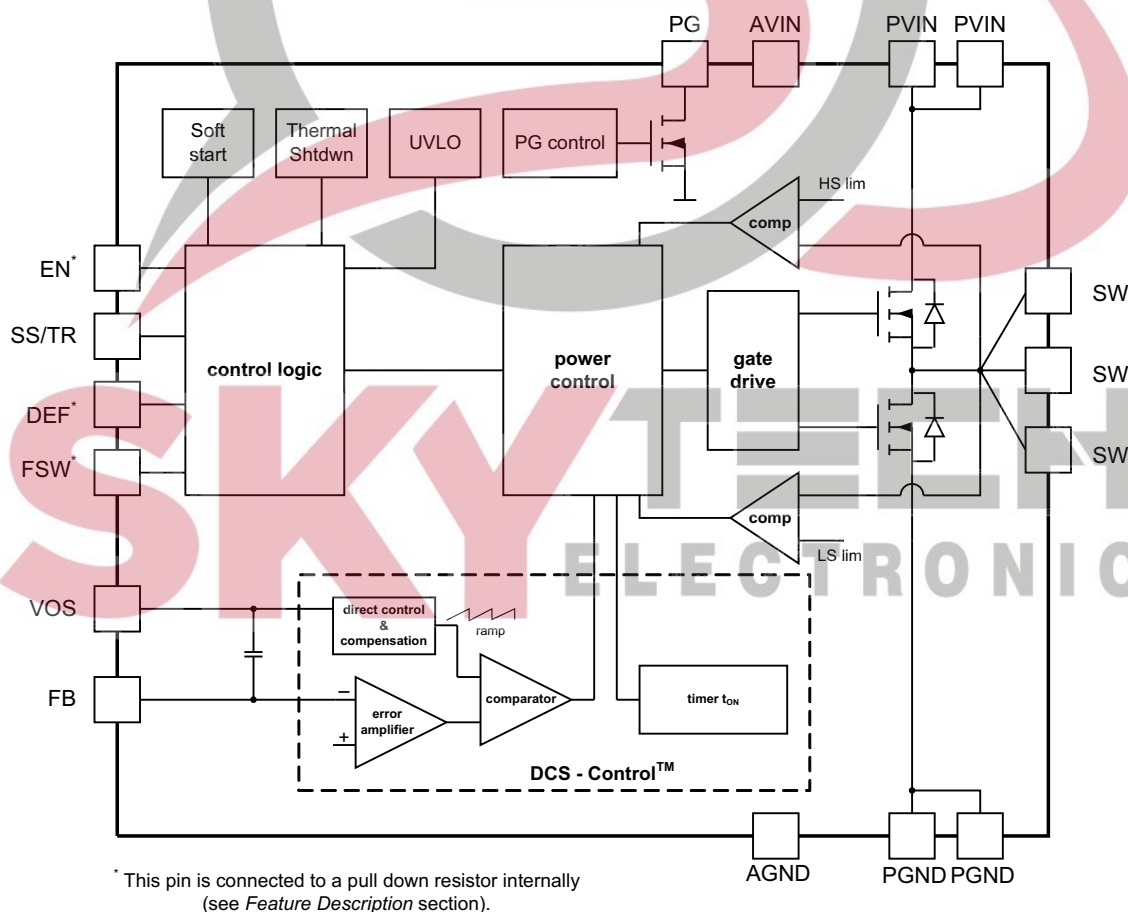 PG AVIN PVIN PVIN
Soft start
Thermal Shtdwn
UVLO
PG control
HS lim
comp
EN*
SS/TR
DEF*
FSW*
control logic
power control
gate drive
SW
SW
SW
comp
LS lim
SKYTECH
ELECTRONIC
VOS
direct control & compensation
ramp
FB
−
+
error amplifier
comparator
timer tON
DCS - Control™
AGND PGND PGND
* This pin is connected to a pull down resistor internally
(see Feature Description section).